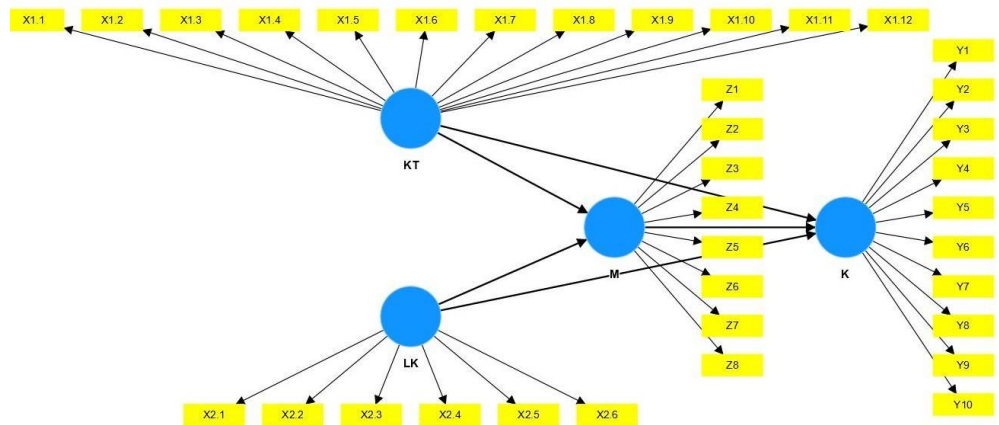 X1.1 X1.2 X1.3 X1.4 X1.5 X1.6 X1.7 X1.8 X1.9 X1.10 X1.11 X1.12
KT
LK
X2.1 X2.2 X2.3 X2.4 X2.5 X2.6
M
Z1
Z2
Z3
Z4
Z5
Z6
Z7
Z8
K
Y1
Y2
Y3
Y4
Y5
Y6
Y7
Y8
Y9
Y10